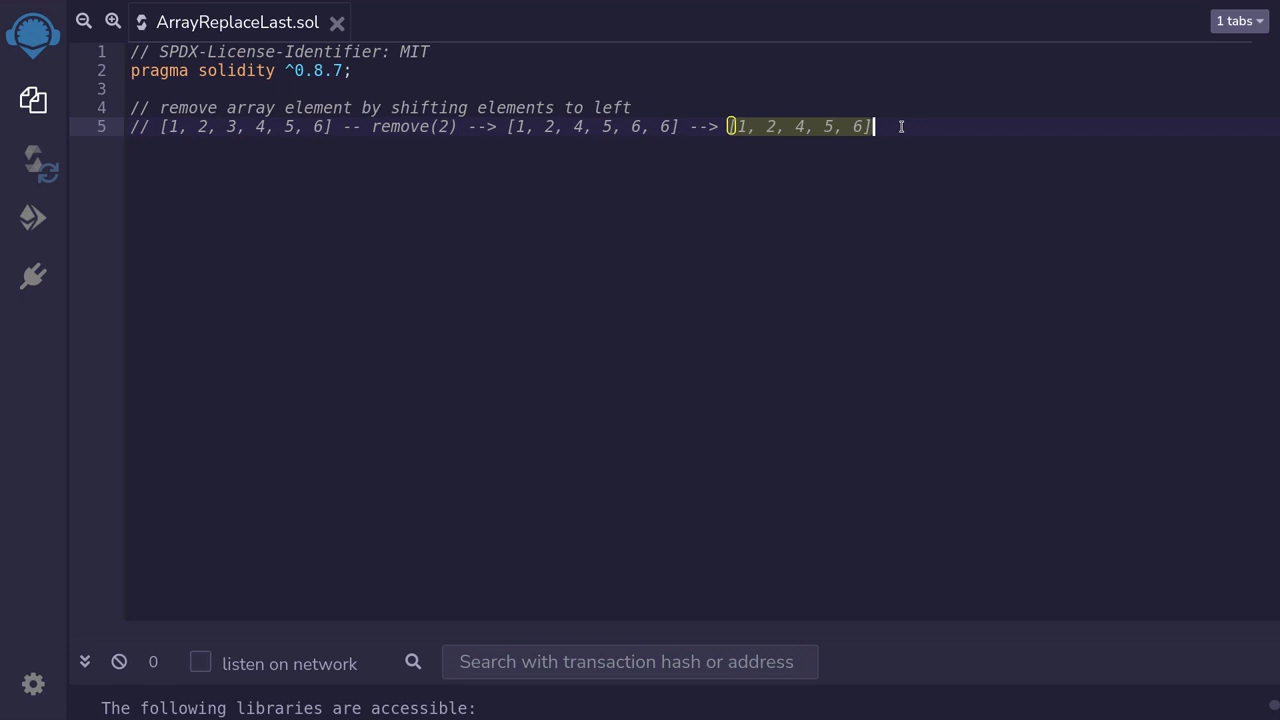 ArrayReplaceLast.sol
1 tabs
1 // SPDX-License-Identifier: MIT
2 pragma solidity ^0.8.7;
3
4 // remove array element by shifting elements to left
5 // [1, 2, 3, 4, 5, 6] -- remove(2) --> [1, 2, 4, 5, 6, 6] --> [1, 2, 4, 5, 6]
0 listen on network Search with transaction hash or address
The following libraries are accessible: